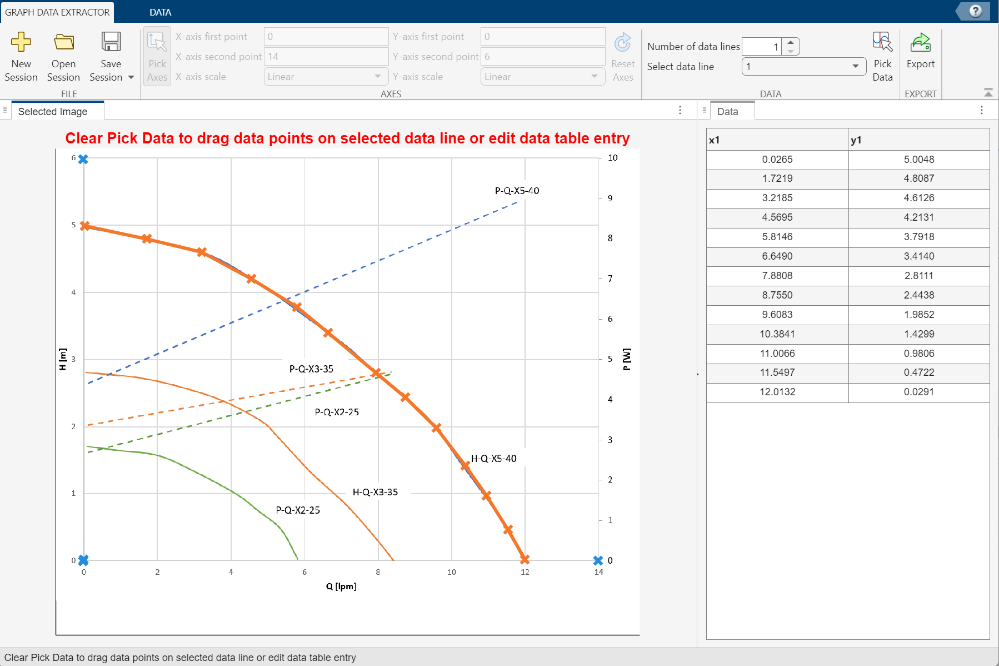 GRAPH DATA EXTRACTOR DATA
?
New Session
Open Session
Save Session
FILE
Pick Axes
X-axis first point 0
X-axis second point 14
X-axis scale Linear
Y-axis first point 0
Y-axis second point 6
Y-axis scale Linear
Reset Axes
AXES
Number of data lines 1
Select data line 1
Pick Data
DATA
Export
EXPORT
Selected Image
Data
Clear Pick Data to drag data points on selected data line or edit data table entry
6
5
4
3
2
1
0
H [m]
0 2 4 6 8 10 12 14
Q [lpm]
10
9
8
7
6
5
4
3
2
1
0
P [W]
P-Q-X5-40
P-Q-X3-35
P-Q-X2-25
H-Q-X5-40
H-Q-X3-35
P-Q-X2-25
x1 y1
0.0265 5.0048
1.7219 4.8087
3.2185 4.6126
4.5695 4.2131
5.8146 3.7918
6.6490 3.4140
7.8808 2.8111
8.7550 2.4438
9.6083 1.9852
10.3841 1.4299
11.0066 0.9806
11.5497 0.4722
12.0132 0.0291
Clear Pick Data to drag data points on selected data line or edit data table entry